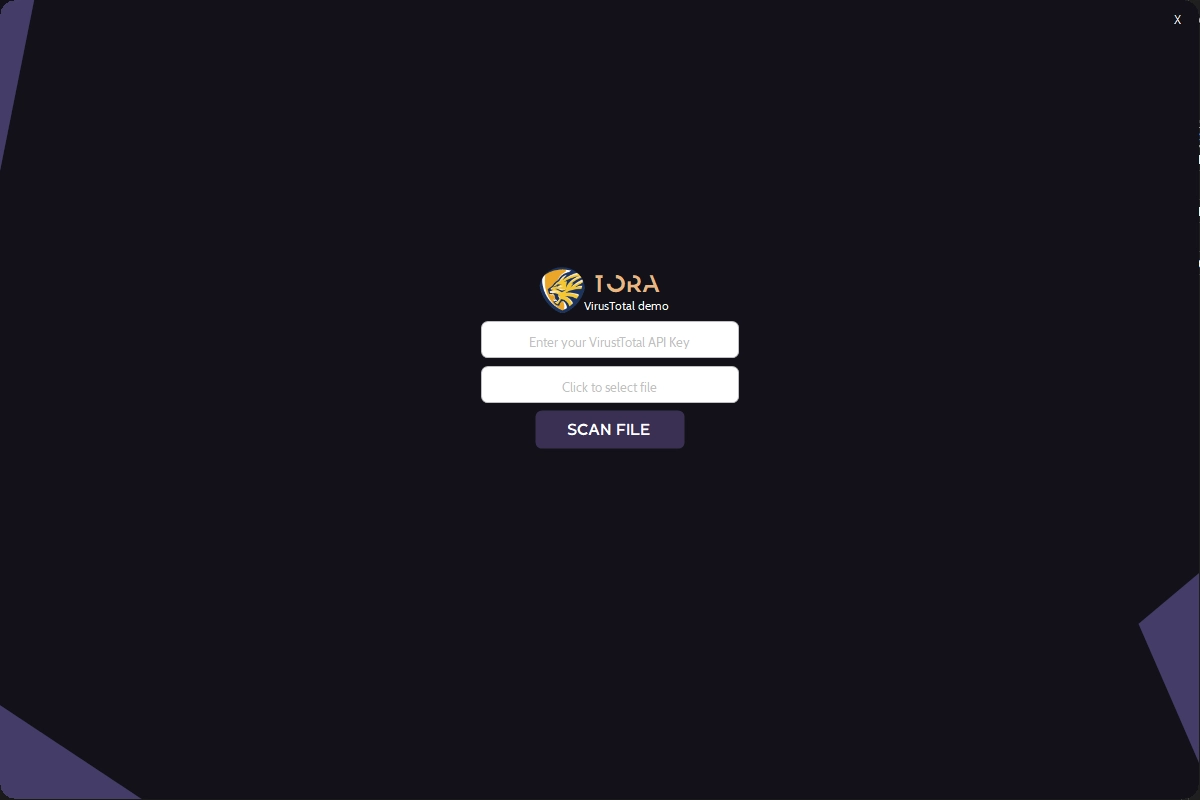 X
TORA
VirusTotal demo
Enter your VirustTotal API Key
Click to select file
SCAN FILE